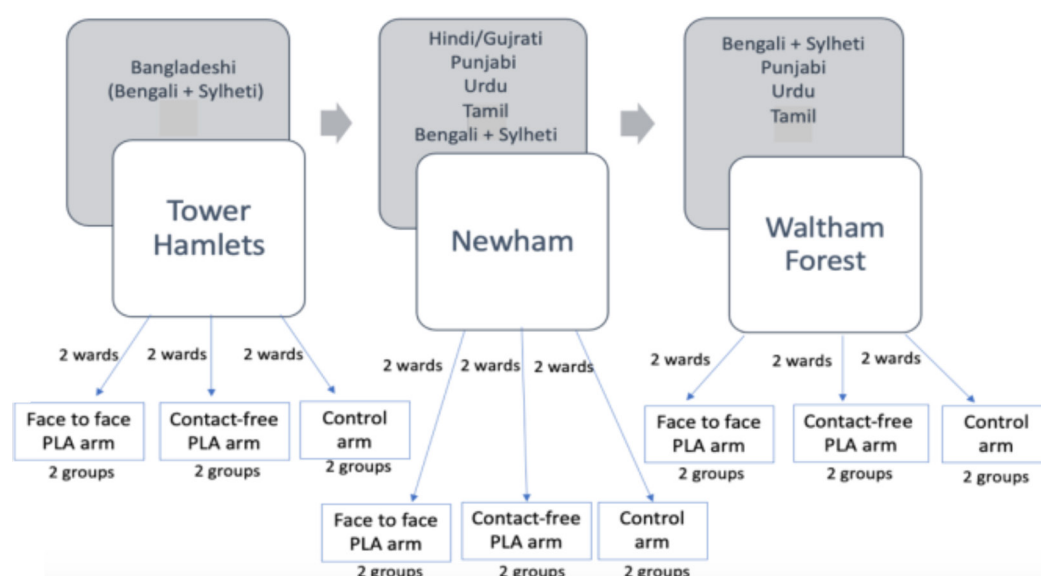 Bangladeshi
(Bengali + Sylheti)
Tower
Hamlets
2 wards
2 wards
2 wards
Face to face
PLA arm
2 groups
Contact-free
PLA arm
2 groups
Control
arm
2 groups
Hindi/Gujrati
Punjabi
Urdu
Tamil
Bengali + Sylheti
Newham
2 wards
2 wards
2 wards
Face to face
PLA arm
2 groups
Contact-free
PLA arm
2 groups
Control
arm
2 groups
Bengali + Sylheti
Punjabi
Urdu
Tamil
Waltham
Forest
2 wards
2 wards
2 wards
Face to face
PLA arm
2 groups
Contact-free
PLA arm
2 groups
Control
arm
2 groups